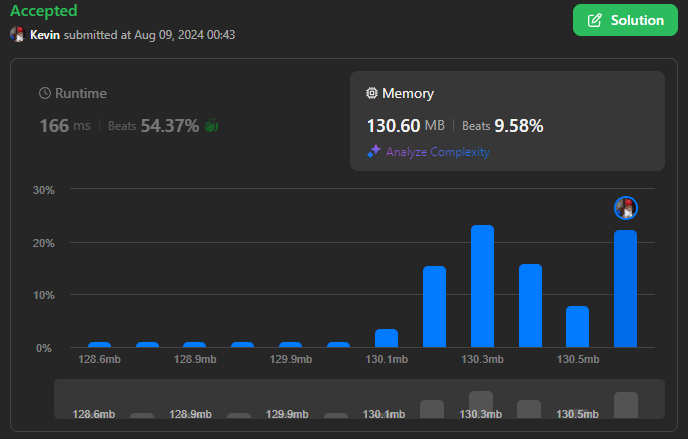 Accepted
Kevin submitted at Aug 09, 2024 00:43
Solution
Runtime
166 ms | Beats 54.37%
Memory
130.60 MB | Beats 9.58%
Analyze Complexity
30%
20%
10%
0%
128.6mb 128.9mb 129.9mb 130.1mb 130.3mb 130.5mb
128.6mb 128.9mb 129.9mb 130.1mb 130.3mb 130.5mb